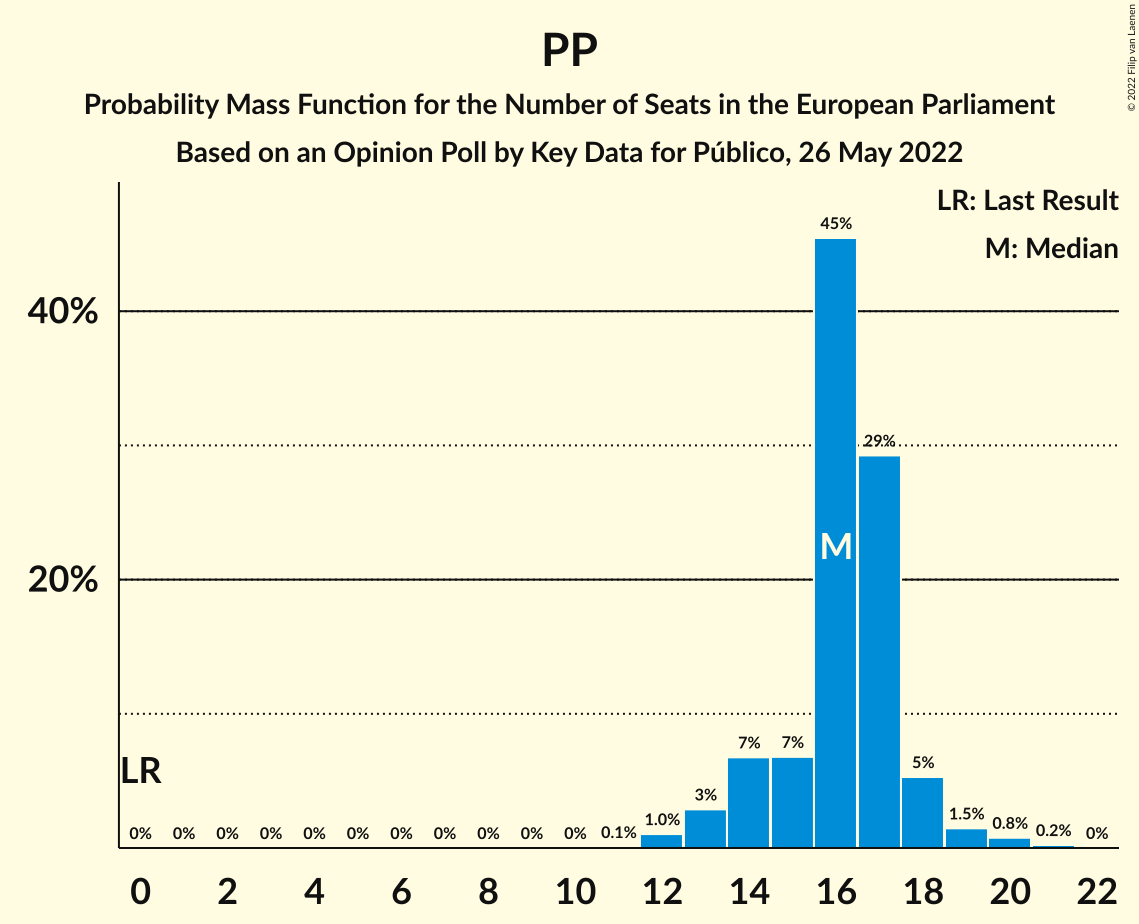 PP
Probability Mass Function for the Number of Seats in the European Parliament
Based on an Opinion Poll by Key Data for Público, 26 May 2022
© 2022 Filip van Laenen
LR: Last Result
M: Median
40%
20%
45%
29%
M
LR
0% 0% 0% 0% 0% 0% 0% 0% 0% 0% 0% 0.1% 1.0% 3% 7% 7% 5% 1.5% 0.8% 0.2% 0%
0 2 4 6 8 10 12 14 16 18 20 22